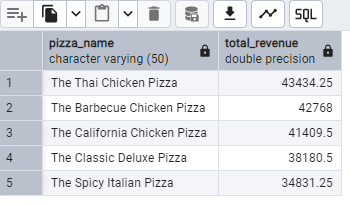 SQL
pizza_name total_revenue
character varying (50) double precision
1 The Thai Chicken Pizza 43434.25
2 The Barbecue Chicken Pizza 42768
3 The California Chicken Pizza 41409.5
4 The Classic Deluxe Pizza 38180.5
5 The Spicy Italian Pizza 34831.25